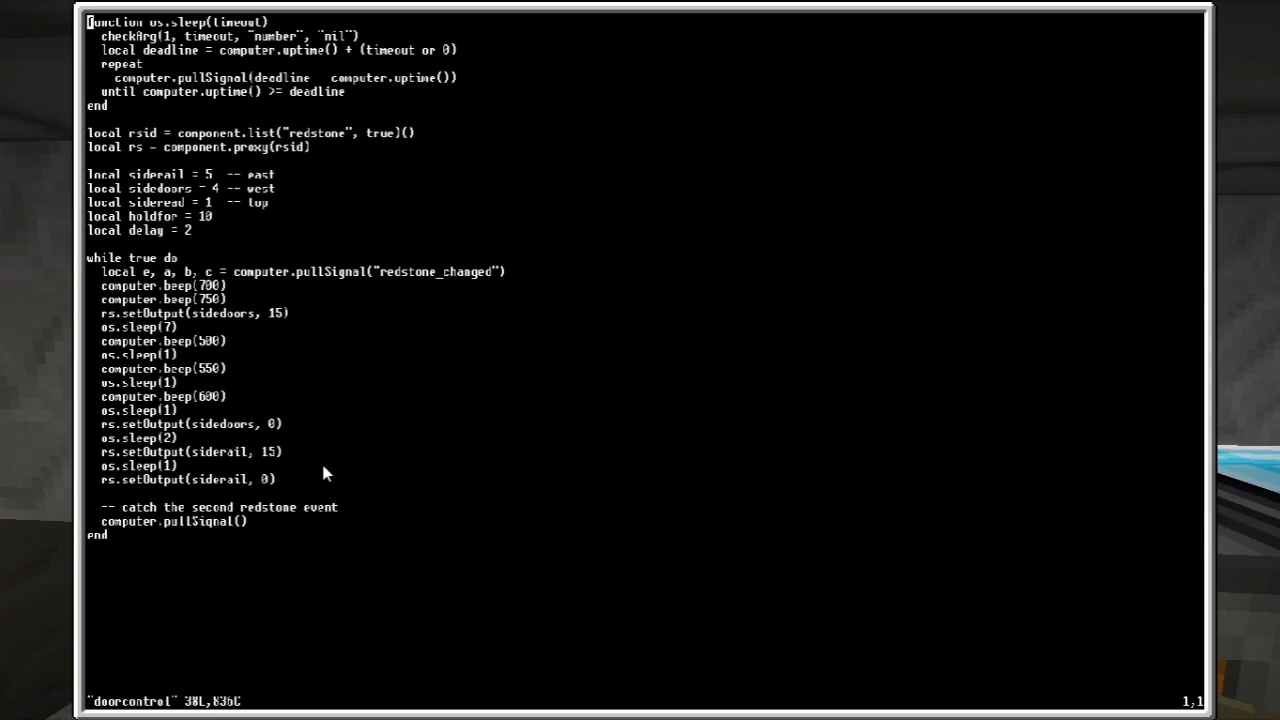 function os.sleep(timeout)
  checkArg(1, timeout, "number", "nil")
  local deadline = computer.uptime() + (timeout or 0)
  repeat
    computer.pullSignal(deadline - computer.uptime())
  until computer.uptime() >= deadline
end

local rsid = component.list("redstone", true)()
local rs = component.proxy(rsid)

local siderail = 5  -- east
local sidedoors = 4 -- west
local sideread = 1  -- top
local holdfor = 10
local delay = 2

while true do
  local e, a, b, c = computer.pullSignal("redstone_changed")
  computer.beep(700)
  computer.beep(750)
  rs.setOutput(sidedoors, 15)
  os.sleep(7)
  computer.beep(500)
  os.sleep(1)
  computer.beep(550)
  os.sleep(1)
  computer.beep(600)
  os.sleep(1)
  rs.setOutput(sidedoors, 0)
  os.sleep(2)
  rs.setOutput(siderail, 15)
  os.sleep(1)
  rs.setOutput(siderail, 0)

  -- catch the second redstone event
  computer.pullSignal()
end
"doorcontrol" 38L,836C 1,1